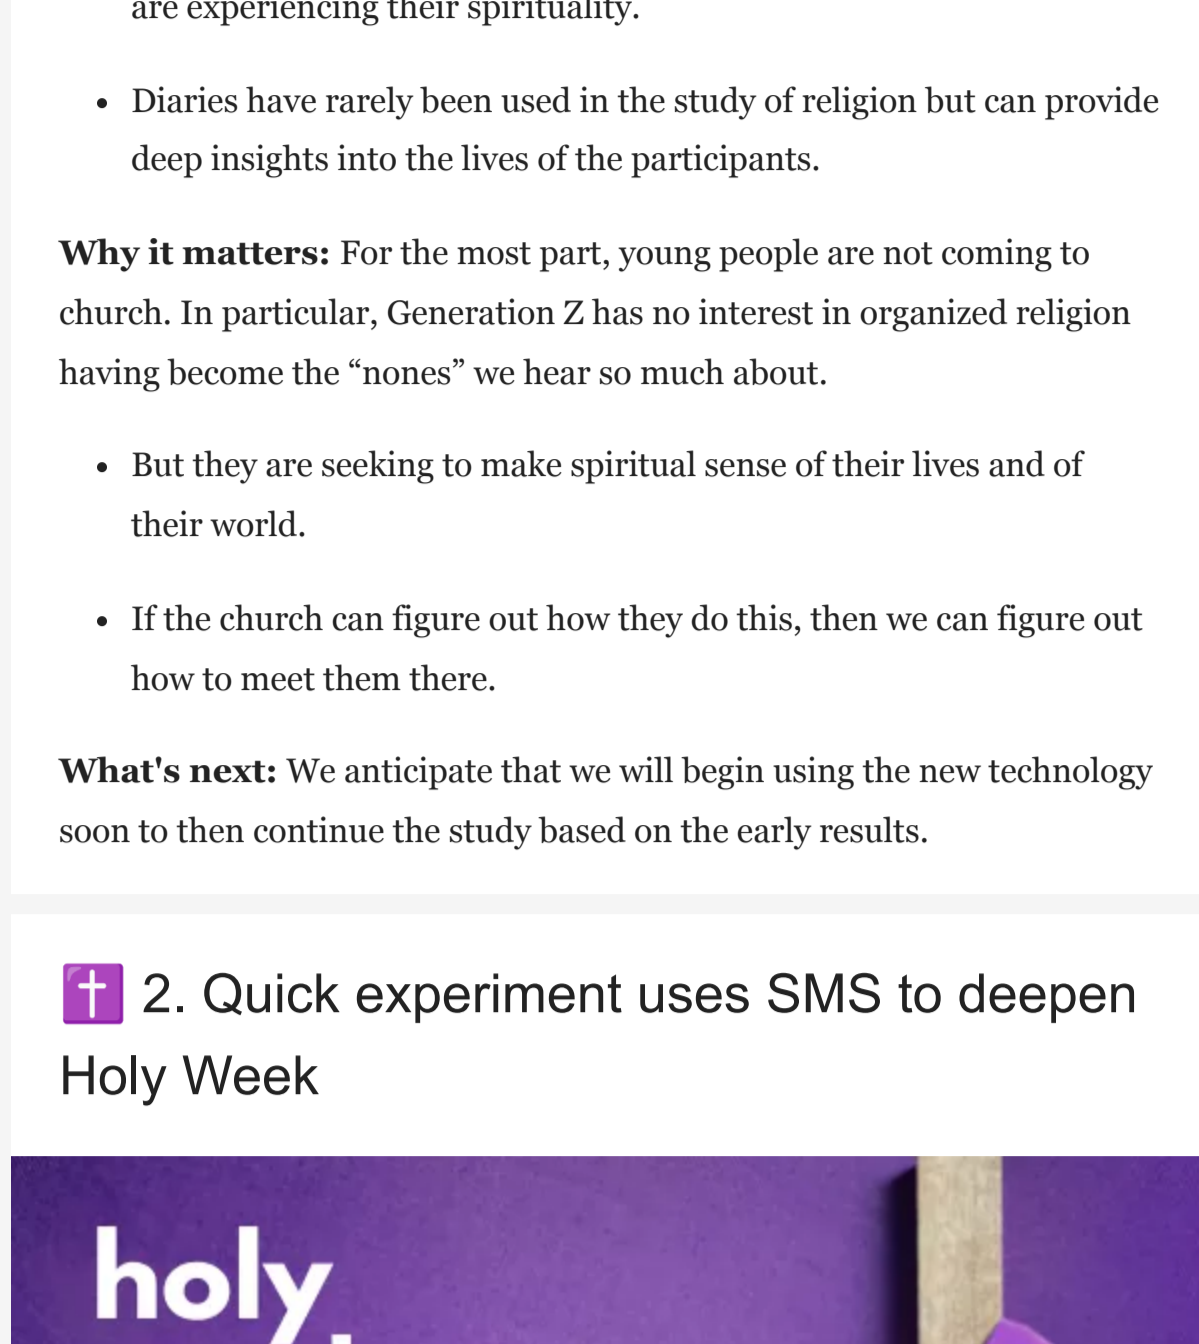 are experiencing their spirituality.
• Diaries have rarely been used in the study of religion but can provide
deep insights into the lives of the participants.
Why it matters: For the most part, young people are not coming to
church. In particular, Generation Z has no interest in organized religion
having become the “nones” we hear so much about.
• But they are seeking to make spiritual sense of their lives and of
their world.
• If the church can figure out how they do this, then we can figure out
how to meet them there.
What's next: We anticipate that we will begin using the new technology
soon to then continue the study based on the early results.
✝️ 2. Quick experiment uses SMS to deepen
Holy Week
holy